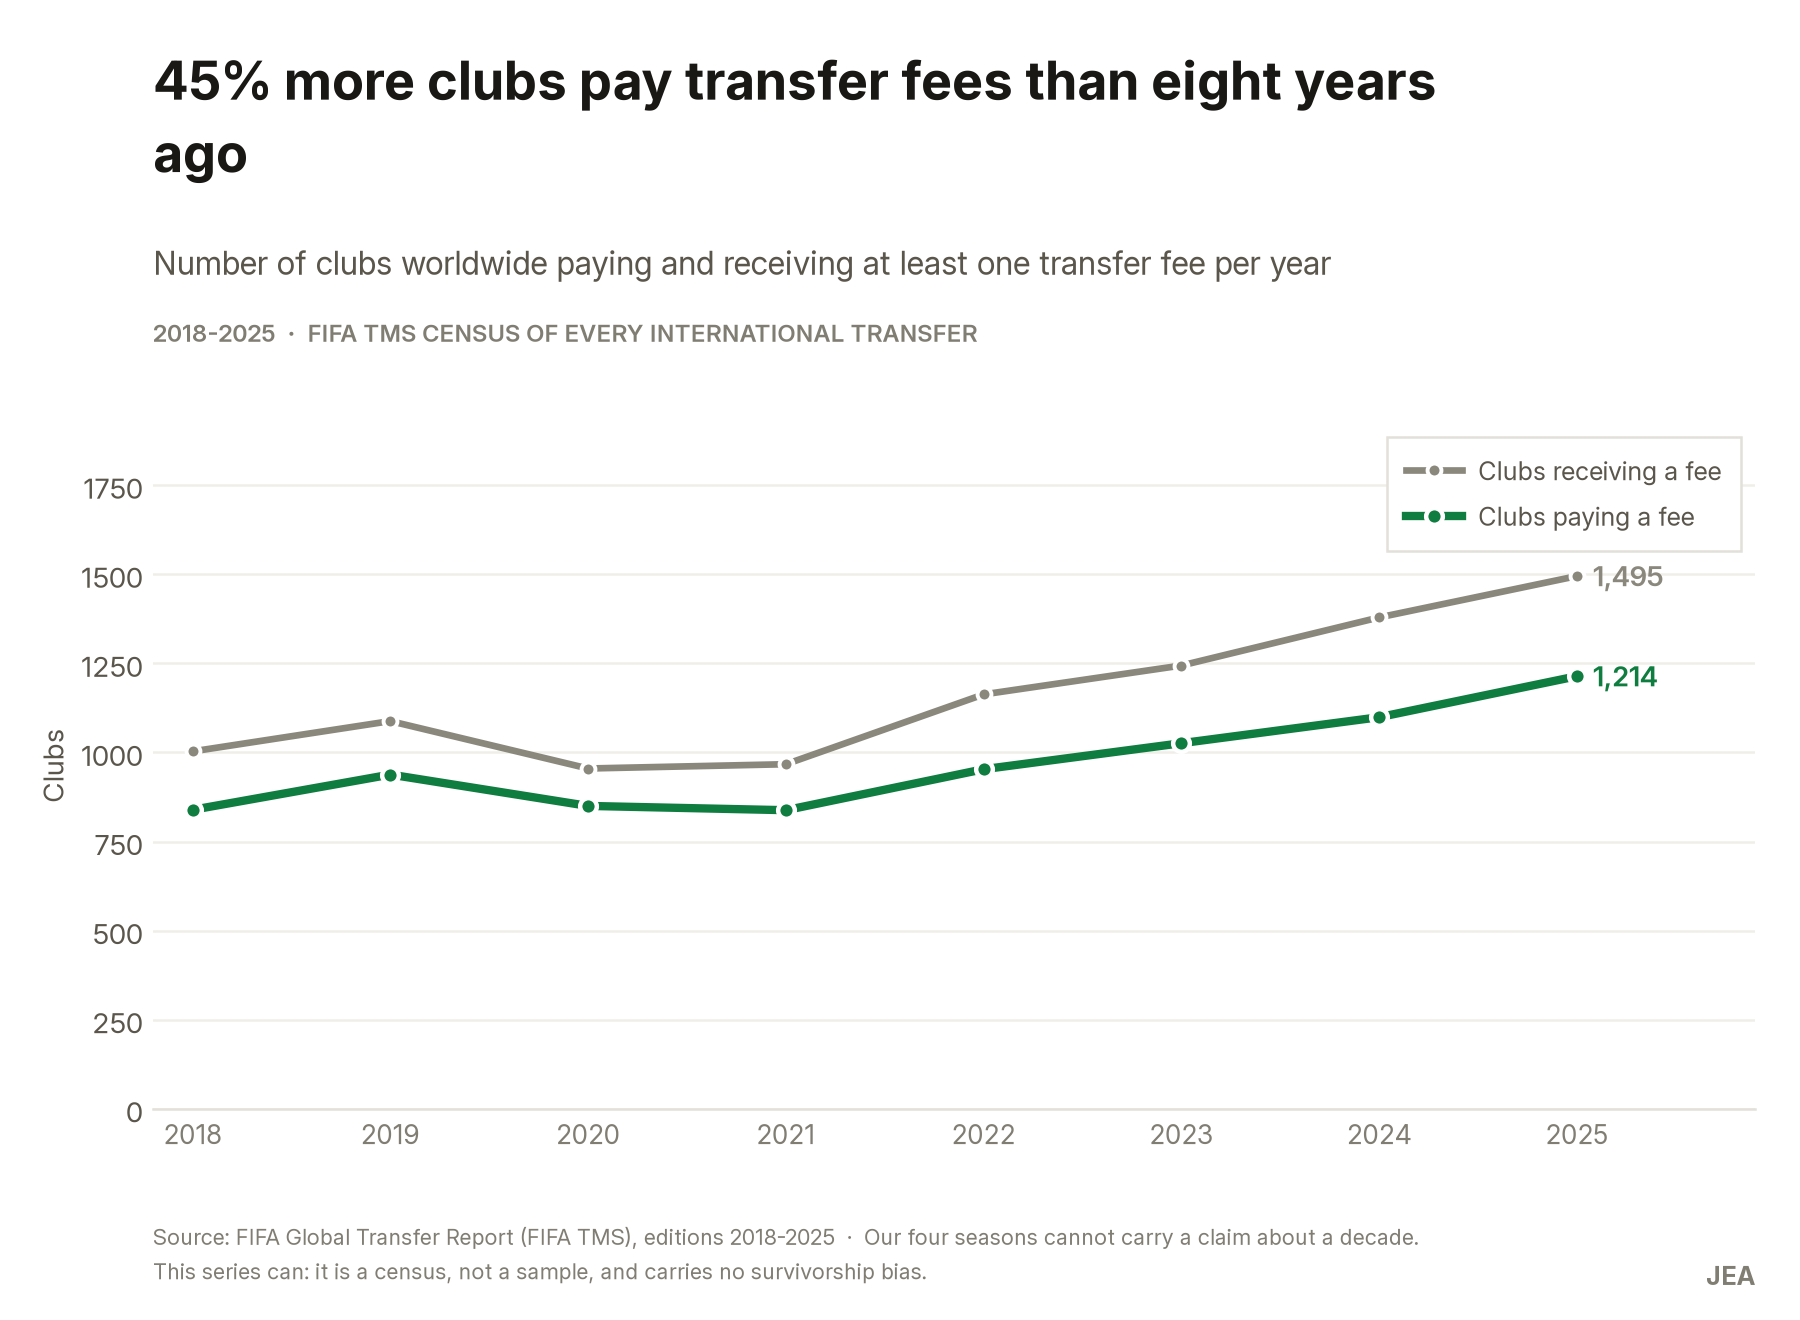 45% more clubs pay transfer fees than eight years
ago
Number of clubs worldwide paying and receiving at least one transfer fee per year
2018-2025 · FIFA TMS CENSUS OF EVERY INTERNATIONAL TRANSFER
Clubs receiving a fee
Clubs paying a fee
1750
1500
1250
1000
750
500
250
0
Clubs
1,495
1,214
2018 2019 2020 2021 2022 2023 2024 2025
Source: FIFA Global Transfer Report (FIFA TMS), editions 2018-2025 · Our four seasons cannot carry a claim about a decade.
This series can: it is a census, not a sample, and carries no survivorship bias.
JEA